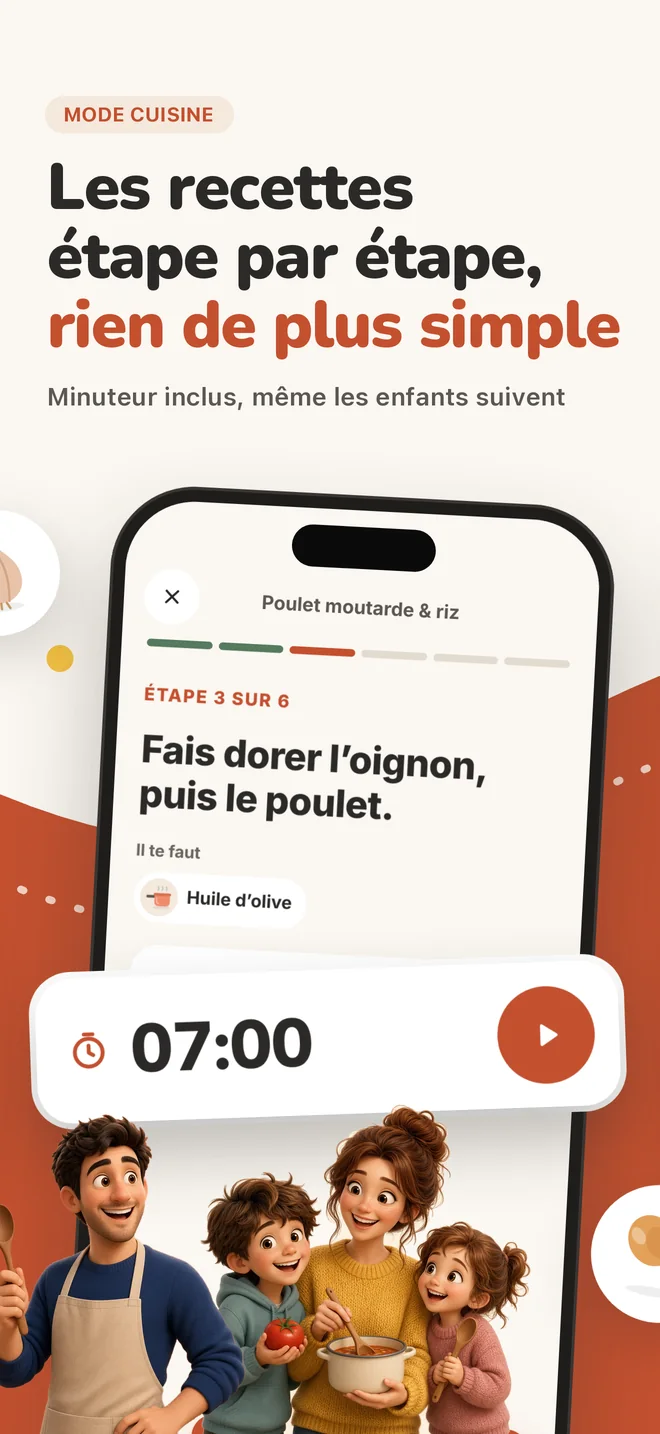 MODE CUISINE
Les recettes
étape par étape,
rien de plus simple
Minuteur inclus, même les enfants suivent
Poulet moutarde & riz
ÉTAPE 3 SUR 6
Fais dorer l’oignon,
puis le poulet.
Il te faut
Huile d’olive
07:00